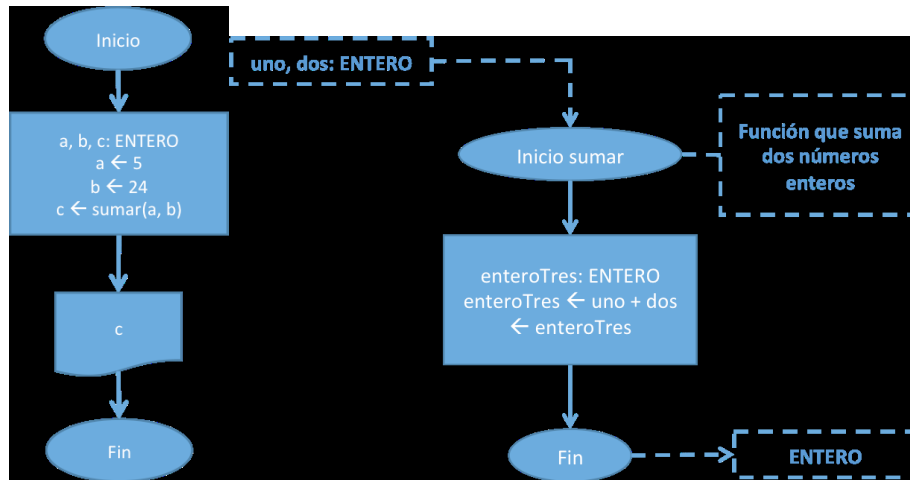 Inicio
a, b, c: ENTERO
a ← 5
b ← 24
c ← sumar(a, b)
c
Fin
uno, dos: ENTERO
Inicio sumar
Función que suma
dos números
enteros
enteroTres: ENTERO
enteroTres ← uno + dos
← enteroTres
Fin
ENTERO